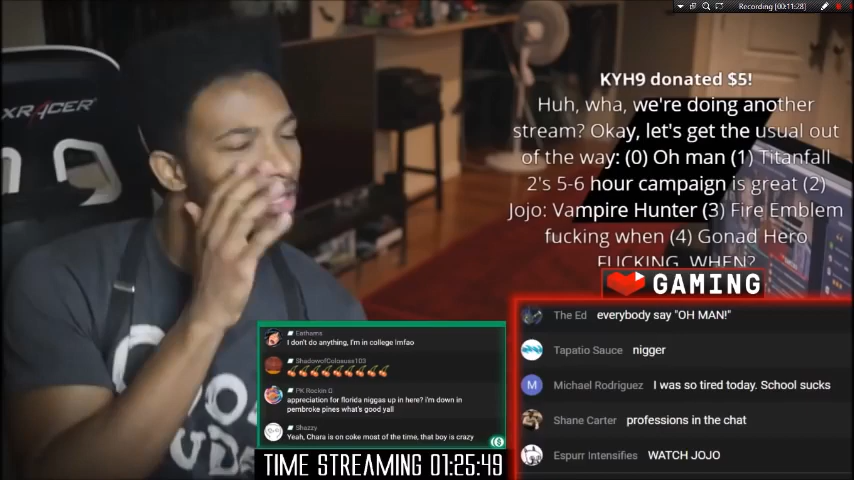 Recording [00:11:28]
XRACER
KYH9 donated $5!
Huh, wha, we're doing another
stream? Okay, let's get the usual out
of the way: (0) Oh man (1) Titanfall
2's 5-6 hour campaign is great (2)
Jojo: Vampire Hunter (3) Fire Emblem
fucking when (4) Gonad Hero
FUCKING, WHEN?
GAMING
The Ed everybody say "OH MAN!"
Tapatio Sauce nigger
Michael Rodriguez I was so tired today. School sucks
Shane Carter professions in the chat
Espurr Intensifies WATCH JOJO
I don't do anything, I'm in college lmfao
ShadowofColossus103
PK Rockin D
appreciation for florida niggas up in here? i'm down in
pembroke pines what's good yall
Shazzy
Yeah, Chara is on coke most of the time, that boy is crazy
TIME STREAMING 01:25:49